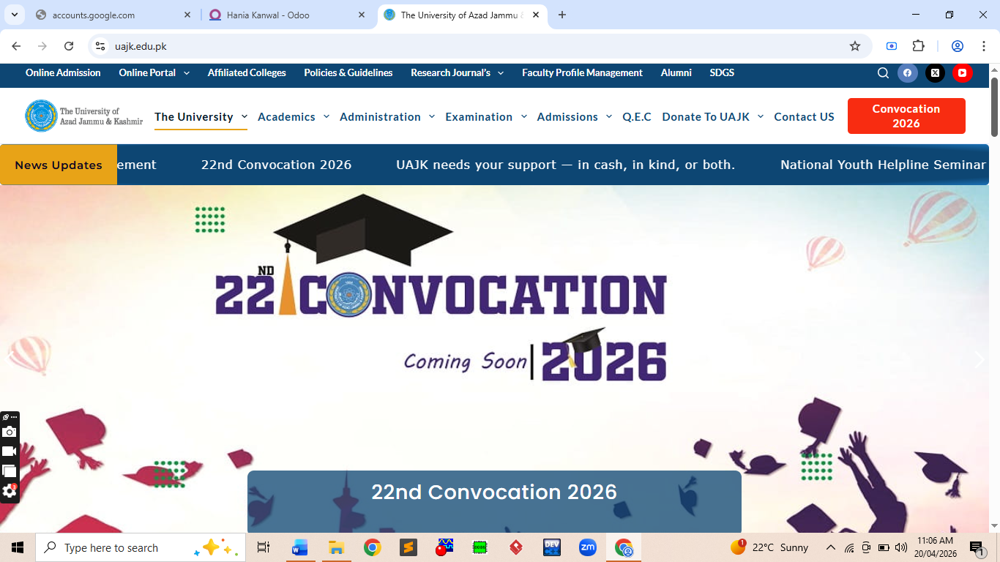 accounts.google.com
Hania Kanwal - Odoo
The University of Azad Jammu &
uajk.edu.pk
Online Admission
Online Portal
Affiliated Colleges
Policies & Guidelines
Research Journal's
Faculty Profile Management
Alumni
SDGS
The University of
Azad Jammu & Kashmir
The University
Academics
Administration
Examination
Admissions
Q.E.C
Donate To UAJK
Contact US
Convocation
2026
News Updates
ement
22nd Convocation 2026
UAJK needs your support — in cash, in kind, or both.
National Youth Helpline Seminar
22ND CONVOCATION
Coming Soon
2026
22nd Convocation 2026
Type here to search
22°C Sunny
11:06 AM
20/04/2026